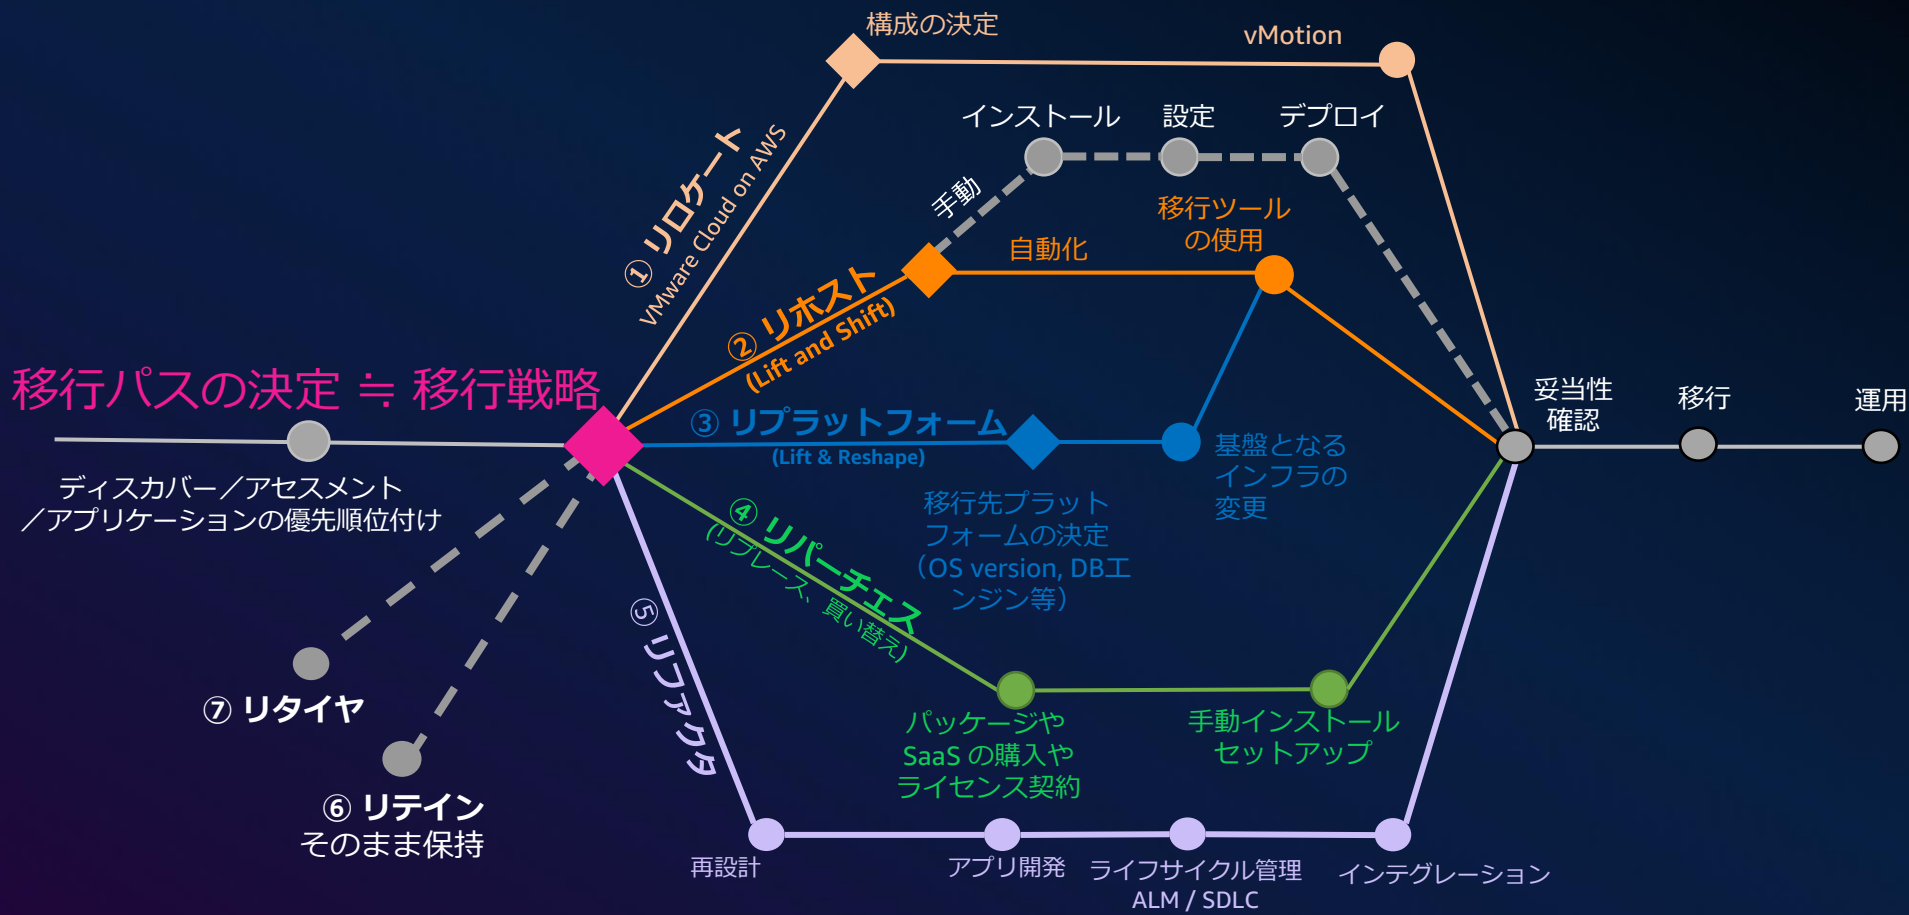 構成の決定
vMotion
① リロケート
VMware Cloud on AWS
インストール
設定
デプロイ
手動
移行ツール
の使用
自動化
② リホスト
(Lift and Shift)
移行パスの決定 ≒ 移行戦略
ディスカバー／アセスメント
／アプリケーションの優先順位付け
③ リプラットフォーム
(Lift & Reshape)
移行先プラット
フォームの決定
（OS version, DBエ
ンジン等）
基盤となる
インフラの
変更
妥当性
確認
移行
運用
④ リパーチェス
(リプレース、買い替え)
パッケージや
SaaS の購入や
ライセンス契約
手動インストール
セットアップ
⑤ リファクタ
再設計
アプリ開発
ライフサイクル管理
ALM / SDLC
インテグレーション
⑦ リタイヤ
⑥ リテイン
そのまま保持